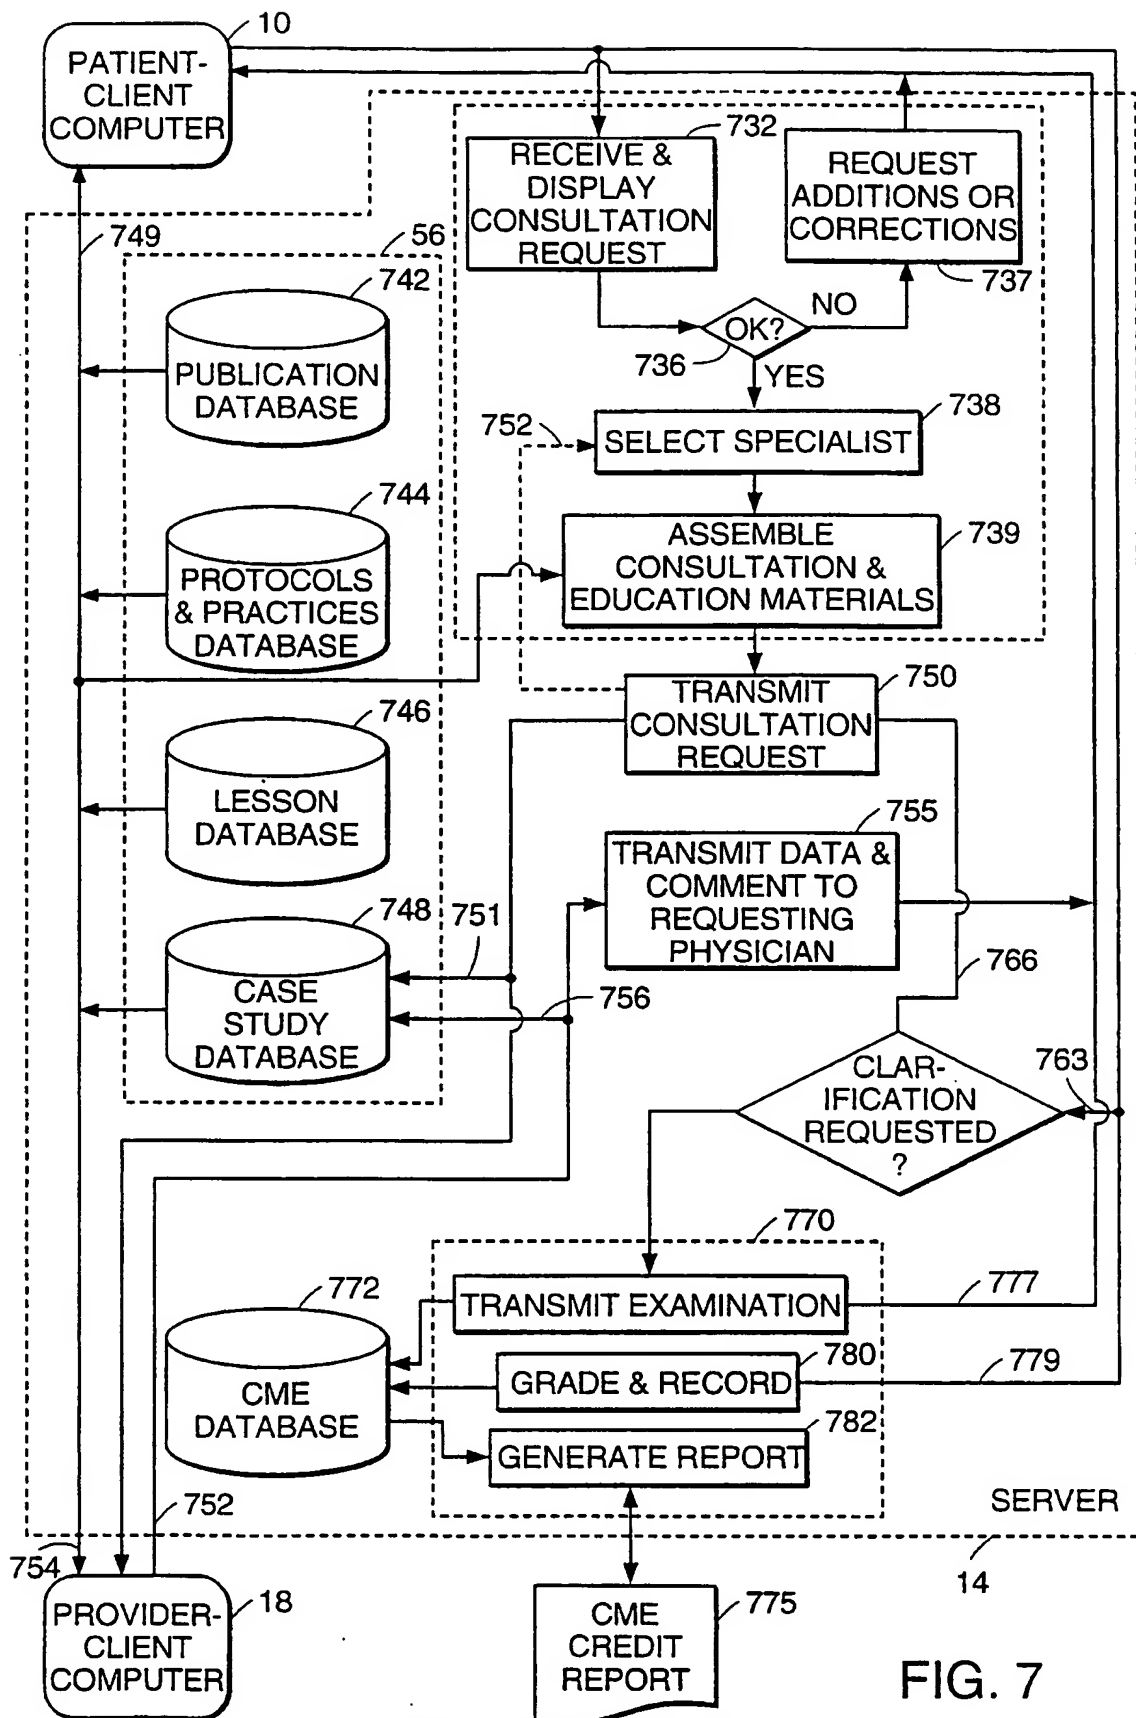 10
PATIENT-
CLIENT
COMPUTER
732
RECEIVE &
DISPLAY
CONSULTATION
REQUEST
REQUEST
ADDITIONS OR
CORRECTIONS
737
749
56
742
PUBLICATION
DATABASE
OK?
NO
736
YES
752
738
SELECT SPECIALIST
744
PROTOCOLS
& PRACTICES
DATABASE
ASSEMBLE
CONSULTATION &
EDUCATION MATERIALS
739
750
TRANSMIT
CONSULTATION
REQUEST
746
LESSON
DATABASE
755
TRANSMIT DATA &
COMMENT TO
REQUESTING
PHYSICIAN
748
751
CASE
STUDY
DATABASE
756
766
CLAR-
IFICATION
REQUESTED
?
763
770
772
TRANSMIT EXAMINATION
777
CME
DATABASE
780
GRADE & RECORD
779
782
GENERATE REPORT
752
SERVER
754
14
18
PROVIDER-
CLIENT
COMPUTER
775
CME
CREDIT
REPORT
FIG. 7